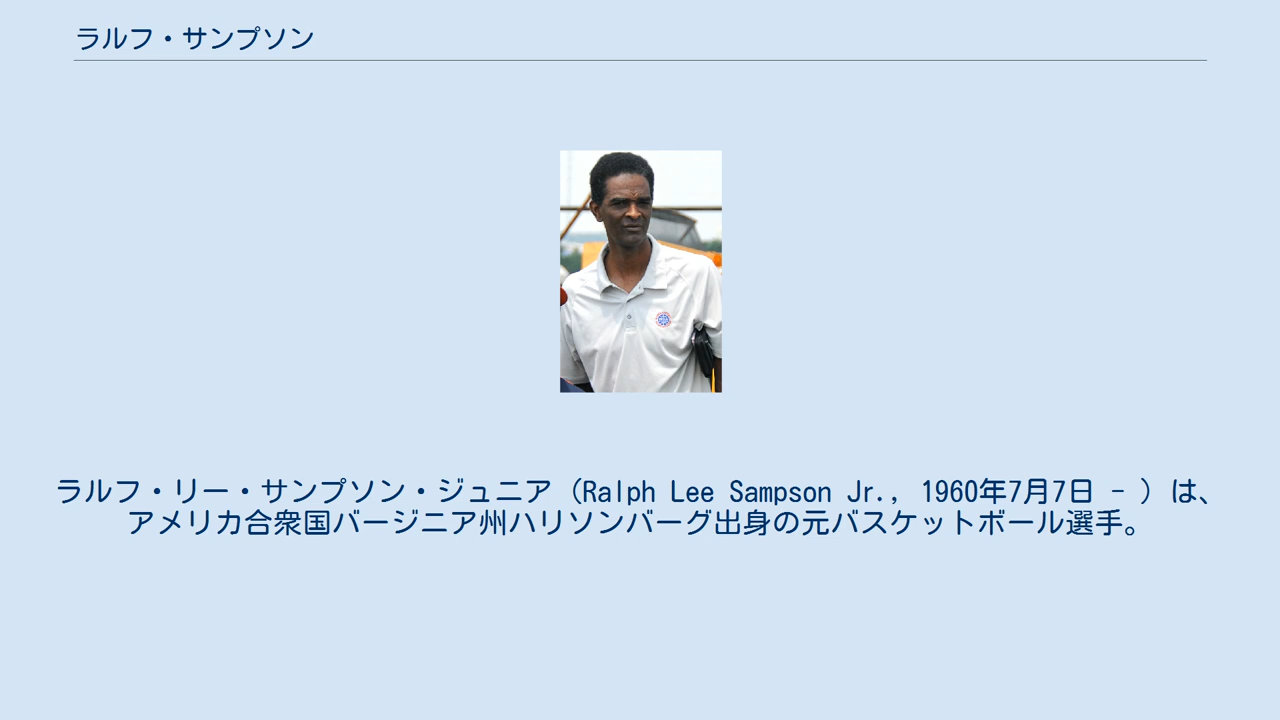 ラルフ・サンプソン
ラルフ・リー・サンプソン・ジュニア（Ralph Lee Sampson Jr., 1960年7月7日 - ）は、
アメリカ合衆国バージニア州ハリソンバーグ出身の元バスケットボール選手。